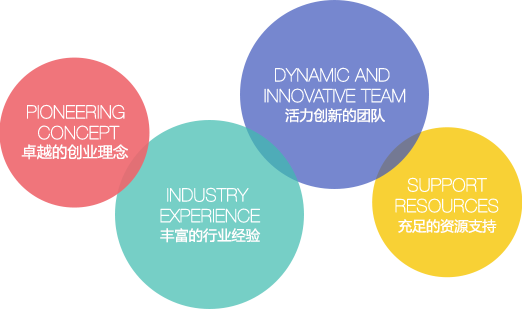 PIONEERING
CONCEPT
卓越的创业理念
INDUSTRY
EXPERIENCE
丰富的行业经验
DYNAMIC AND
INNOVATIVE TEAM
活力创新的团队
SUPPORT
RESOURCES
充足的资源支持